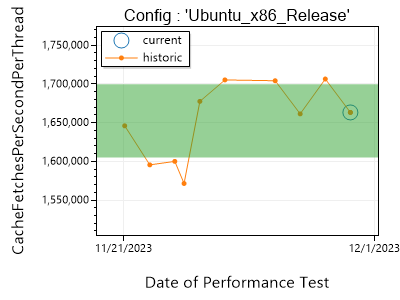 Config : 'Ubuntu_x86_Release'
CacheFetchesPerSecondPerThread
current
historic
1,750,000
1,700,000
1,650,000
1,600,000
1,550,000
11/21/2023
12/1/2023
Date of Performance Test